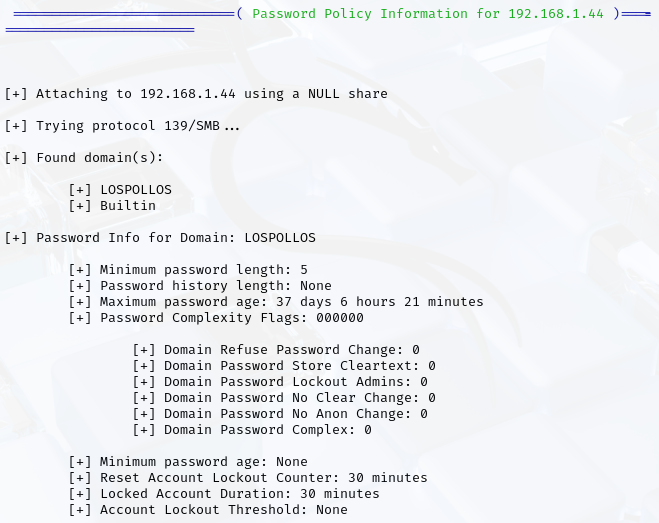 ==========================( Password Policy Information for 192.168.1.44 )==========================
[+] Attaching to 192.168.1.44 using a NULL share
[+] Trying protocol 139/SMB...
[+] Found domain(s):
[+] LOSPOLLOS
[+] Builtin
[+] Password Info for Domain: LOSPOLLOS
[+] Minimum password length: 5
[+] Password history length: None
[+] Maximum password age: 37 days 6 hours 21 minutes
[+] Password Complexity Flags: 000000
[+] Domain Refuse Password Change: 0
[+] Domain Password Store Cleartext: 0
[+] Domain Password Lockout Admins: 0
[+] Domain Password No Clear Change: 0
[+] Domain Password No Anon Change: 0
[+] Domain Password Complex: 0
[+] Minimum password age: None
[+] Reset Account Lockout Counter: 30 minutes
[+] Locked Account Duration: 30 minutes
[+] Account Lockout Threshold: None